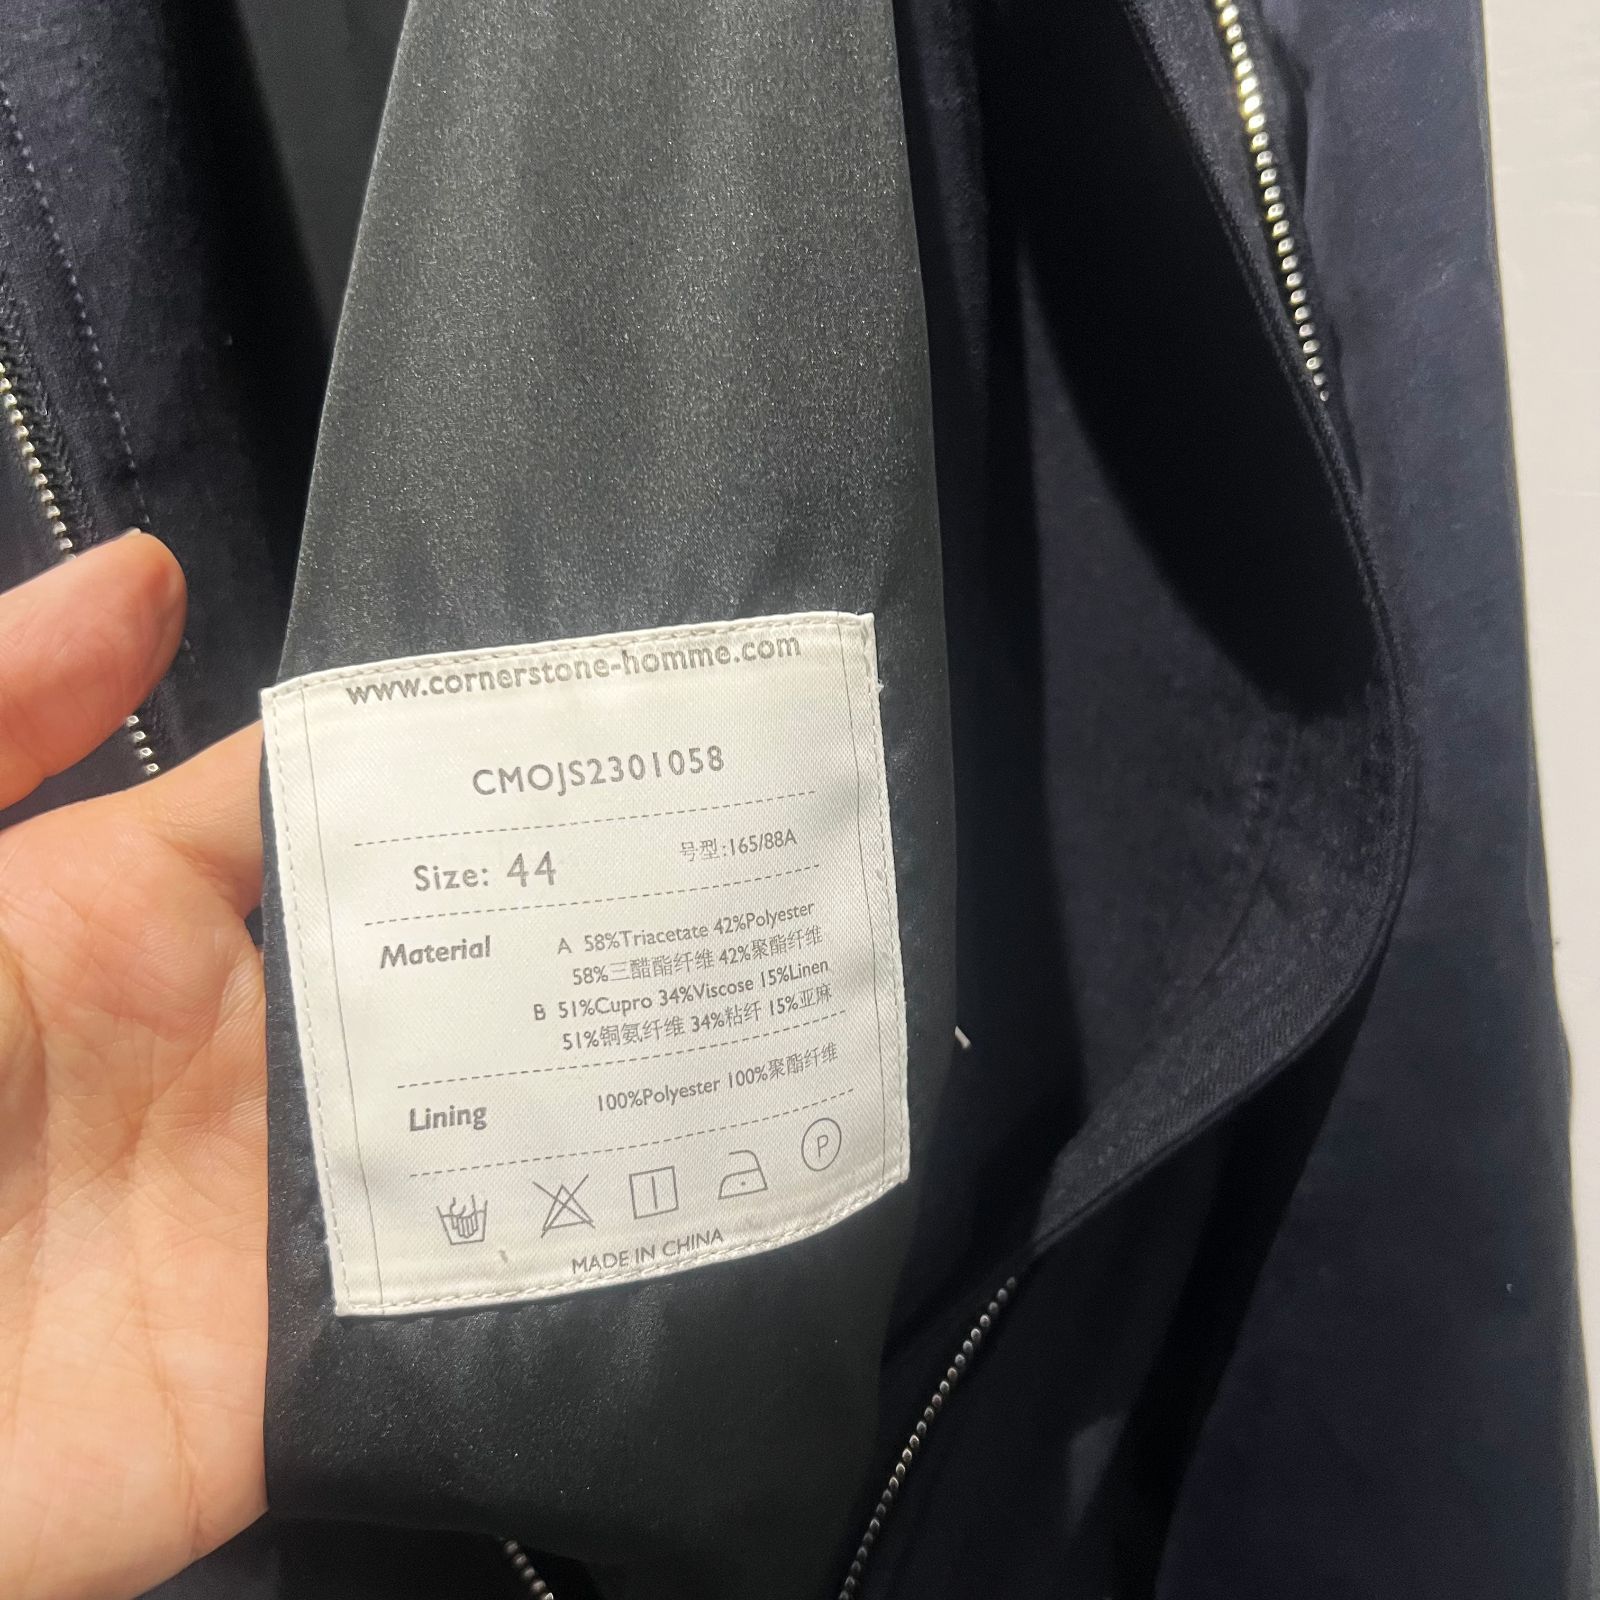 www.cornerstone-homme.com
CMOJS2301058
Size: 44 号型:165/88A
Material A 58%Triacetate 42%Polyester
58%三醋酯纤维 42%聚酯纤维
B 51%Cupro 34%Viscose 15%Linen
51%铜氨纤维 34%粘纤 15%亚麻
Lining 100%Polyester 100%聚酯纤维
P
MADE IN CHINA